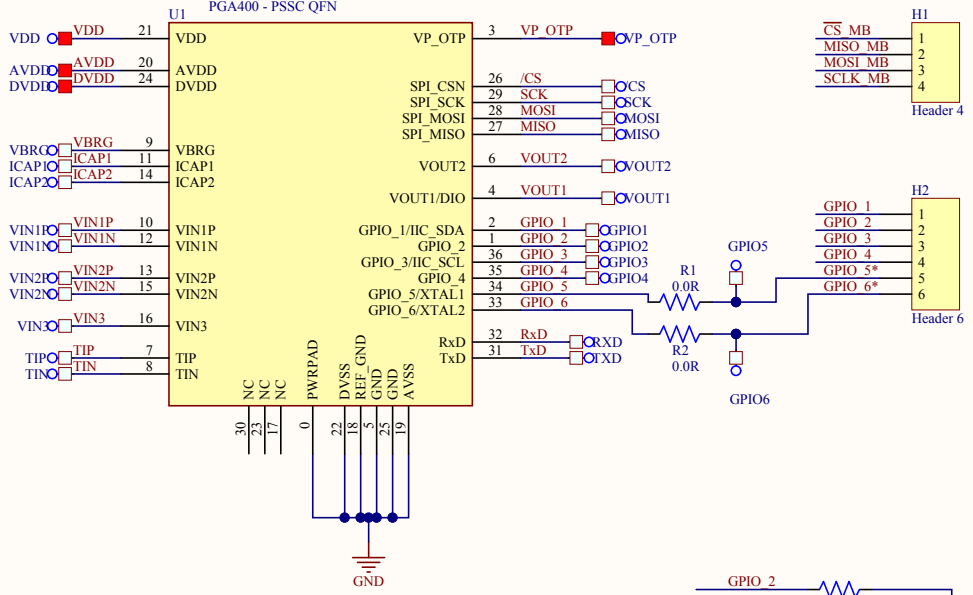 PGA400 - PSSC QFN
U1
VDD VDD 21 VDD
AVDD AVDD 20 AVDD
DVDD DVDD 24 DVDD
VBRG VBRG 9 VBRG
ICAP1 ICAP1 11 ICAP1
ICAP2 ICAP2 14 ICAP2
VIN1P VIN1P 10 VIN1P
VIN1N VIN1N 12 VIN1N
VIN2P VIN2P 13 VIN2P
VIN2N VIN2N 15 VIN2N
VIN3 VIN3 16 VIN3
TIP TIP 7 TIP
TIN TIN 8 TIN
VP_OTP 3 VP_OTP VP_OTP
SPI_CSN 26 /CS /CS
SPI_SCK 29 SCK SCK
SPI_MOSI 28 MOSI MOSI
SPI_MISO 27 MISO MISO
VOUT2 6 VOUT2 VOUT2
VOUT1/DIO 4 VOUT1 VOUT1
GPIO_1/IIC_SDA 2 GPIO_1 GPIO1
GPIO_2 1 GPIO_2 GPIO2
GPIO_3/IIC_SCL 36 GPIO_3 GPIO3
GPIO_4 35 GPIO_4 GPIO4
GPIO_5/XTAL1 34 GPIO_5
GPIO_6/XTAL2 33 GPIO_6
RxD 32 RxD RXD
TxD 31 TxD TXD
NC 30
NC 23
NC 17
PWRPAD 0
DVSS 22
REF_GND 18
GND 5
GND 25
AVSS 19
GND
R1
0.0R
R2
0.0R
GPIO5
GPIO6
H1
CS_MB 1
MISO_MB 2
MOSI_MB 3
SCLK_MB 4
Header 4
H2
GPIO_1 1
GPIO_2 2
GPIO_3 3
GPIO_4 4
GPIO_5* 5
GPIO_6* 6
Header 6
GPIO_2